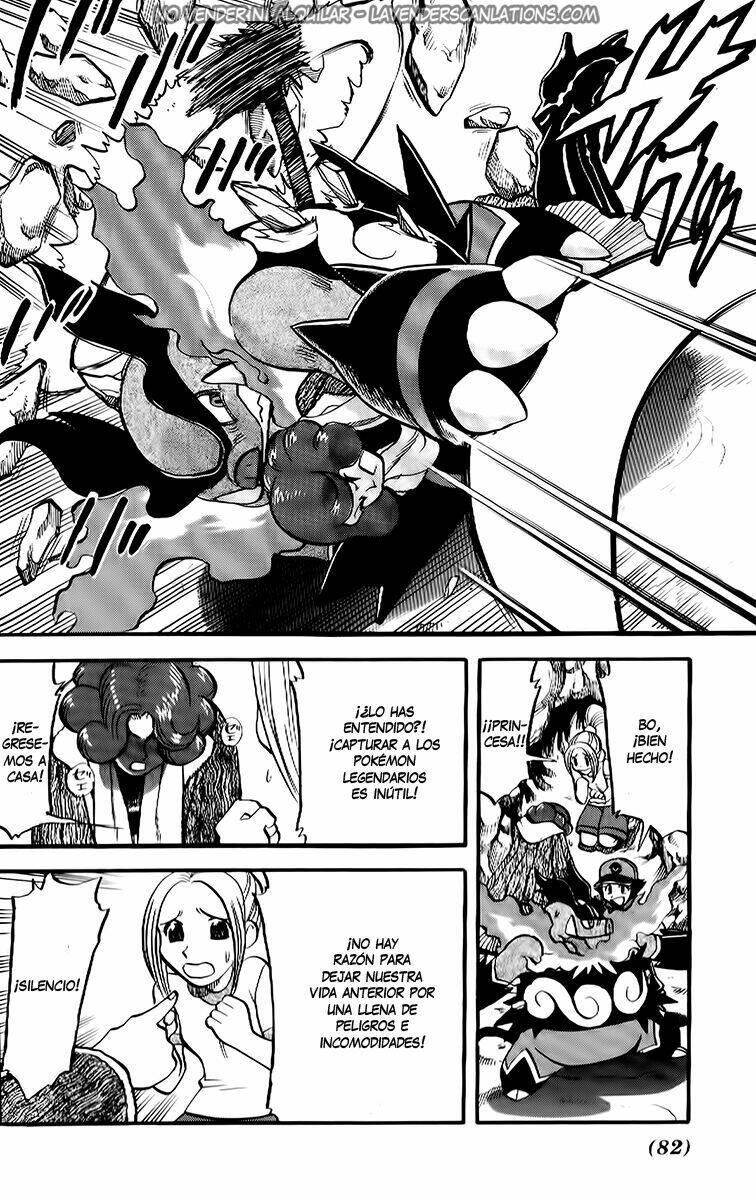 NO VENDER NI ALQUILAR - LAVENDERSCANLATIONS.COM
BO,
¡BIEN
HECHO!
¡¡PRIN-
CESA!!
¡¿LO HAS
ENTENDIDO?!
¡CAPTURAR A LOS
POKÉMON
LEGENDARIOS
ES INÚTIL!
¡RE-
GRESE-
MOS A
CASA!
¡NO HAY
RAZÓN PARA
DEJAR NUESTRA
VIDA ANTERIOR POR
UNA LLENA DE
PELIGROS E
INCOMODIDADES!
¡SILENCIO!
(82)